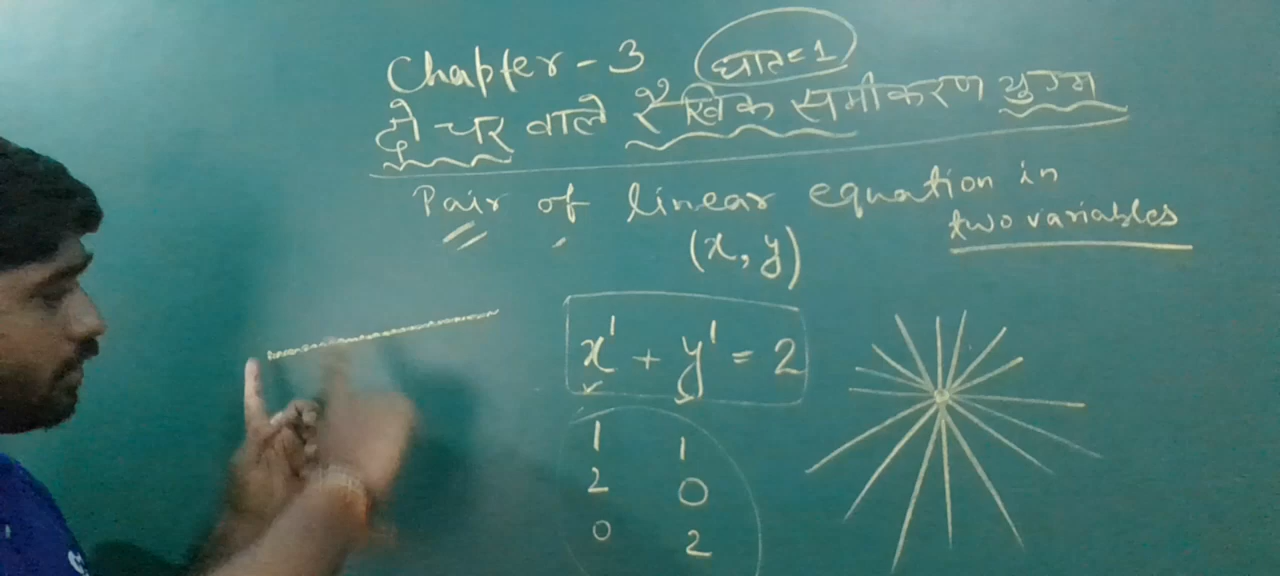 Chapter-3 घात=1
दो चर वाले रैखिक समीकरण युग्म
Pair of linear equation in
two variables
(x, y)
x¹ + y¹ = 2
1 1
2 0
0 2